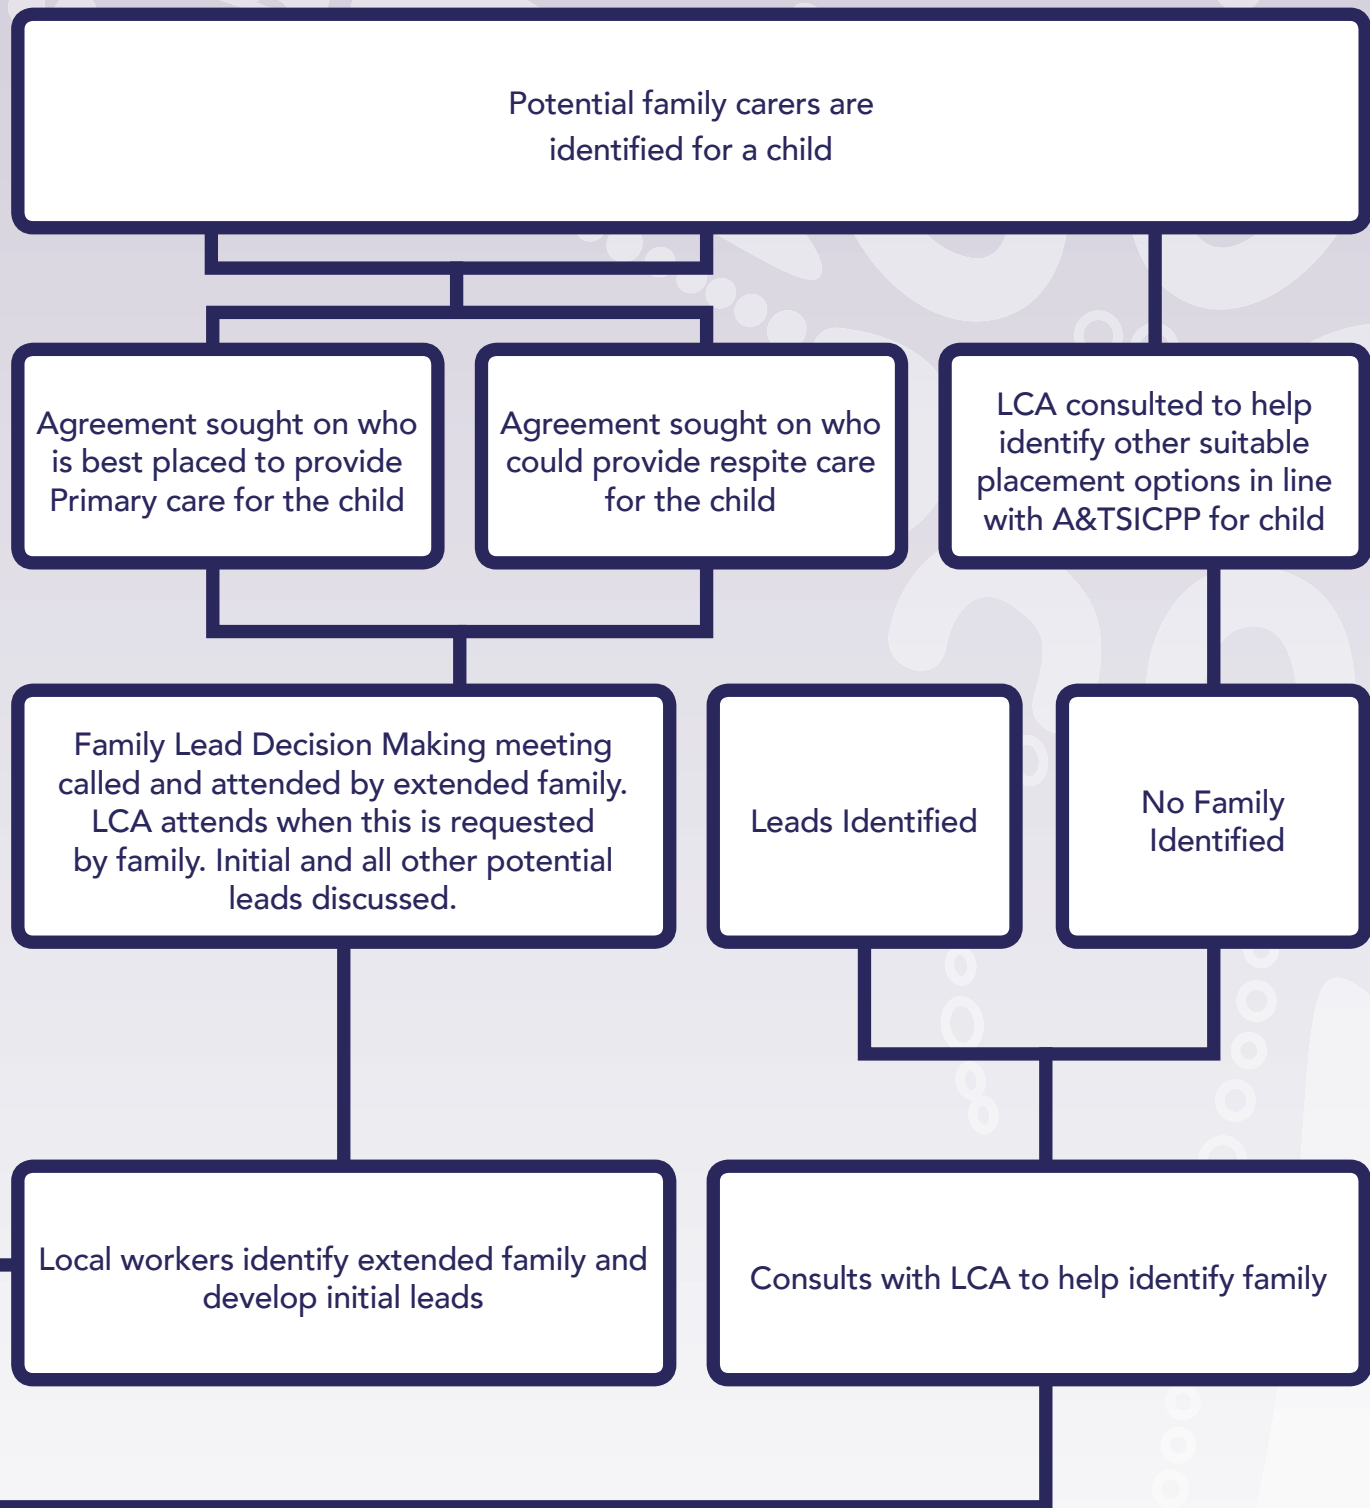 Potential family carers are
identified for a child
Agreement sought on who
is best placed to provide
Primary care for the child
Agreement sought on who
could provide respite care
for the child
LCA consulted to help
identify other suitable
placement options in line
with A&TSICPP for child
Family Lead Decision Making meeting
called and attended by extended family.
LCA attends when this is requested
by family. Initial and all other potential
leads discussed.
Leads Identified
No Family
Identified
Local workers identify extended family and
develop initial leads
Consults with LCA to help identify family